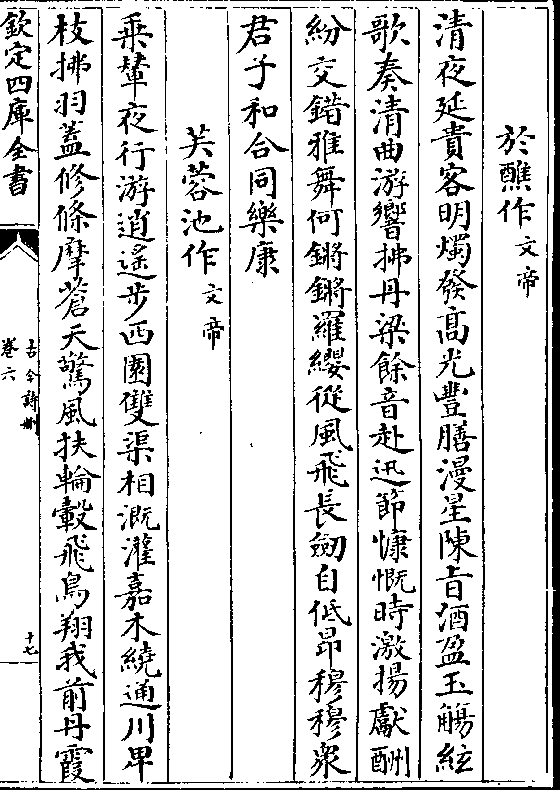 於醮作文帝
清夜延貴客明燭發高光豐膳漫星陳旨酒盈玉觴絃
歌奏清曲游響拂丹梁餘音赴迅節慷慨時激揚獻酬
紛交錯雅舞何鏘鏘羅纓從風飛長劒自低昂穆穆衆
君子和合同樂康
芙蓉池作文帝
乗輦夜行游逍遙步西園雙渠相溉灌嘉木繞通川卑
枝拂羽蓋修條摩蒼天驚風扶輪轂飛鳥翔我前丹霞
欽定四庫全書
古今詩刪
卷六
十七